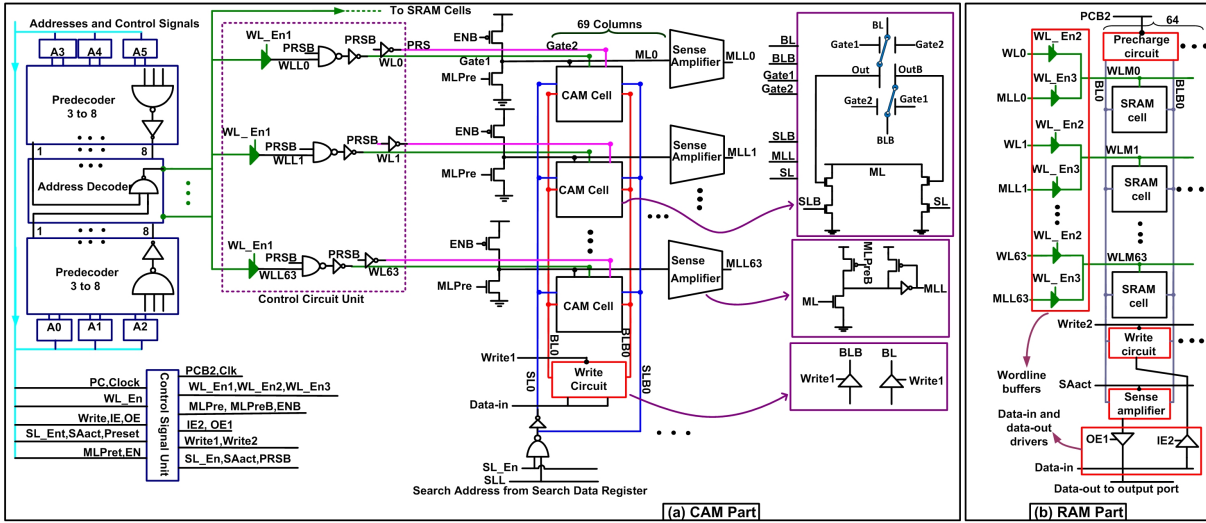 Addresses and Control Signals
A3
A4
A5
Predecoder
3 to 8
1
8
Address Decoder
1
8
Predecoder
3 to 8
A0
A1
A2
To SRAM Cells
WL_En1
PRSB
WLL0
PRSB
PRS
WL0
WL_En1
PRSB
WLL1
PRSB
WL1
WL_En1
PRSB
WLL63
PRSB
WL63
Control Circuit Unit
PC,Clock
WL_En
Write,IE,OE
SL_Ent,SAact,Preset
MLPret,EN
Control Signal Unit
PCB2,Clk
WL_En1,WL_En2,WL_En3
MLPre, MLPreB,ENB
IE2, OE1
Write1,Write2
SL_En,SAact,PRSB
ENB
MLPre
Gate2
Gate1
69 Columns
ML0
CAM Cell
Sense Amplifier
MLL0
ENB
MLPre
CAM Cell
Sense Amplifier
MLL1
ENB
MLPre
CAM Cell
Sense Amplifier
MLL63
BL0
BLB0
SL0
SLB0
Write1
Write Circuit
Data-in
SL_En
SLL
Search Address from Search Data Register
BL
BLB
Gate1
Gate2
SLB
MLL
SL
BL
Gate1
Gate2
Out
OutB
Gate2
Gate1
BLB
ML
SLB
SL
MLPreB
ML
MLL
BLB
BL
Write1
Write1
(a) CAM Part
PCB2
64
Precharge circuit
WL_En2
WL0
WL_En3
MLL0
WLM0
BL0
BLB0
SRAM cell
WL_En2
WL1
WL_En3
MLL1
WLM1
SRAM cell
WL_En2
WL63
WL_En3
MLL63
WLM63
SRAM cell
Write2
Write circuit
Wordline buffers
SAact
Sense amplifier
Data-in and data-out drivers
OE1
IE2
Data-in
Data-out to output port
(b) RAM Part